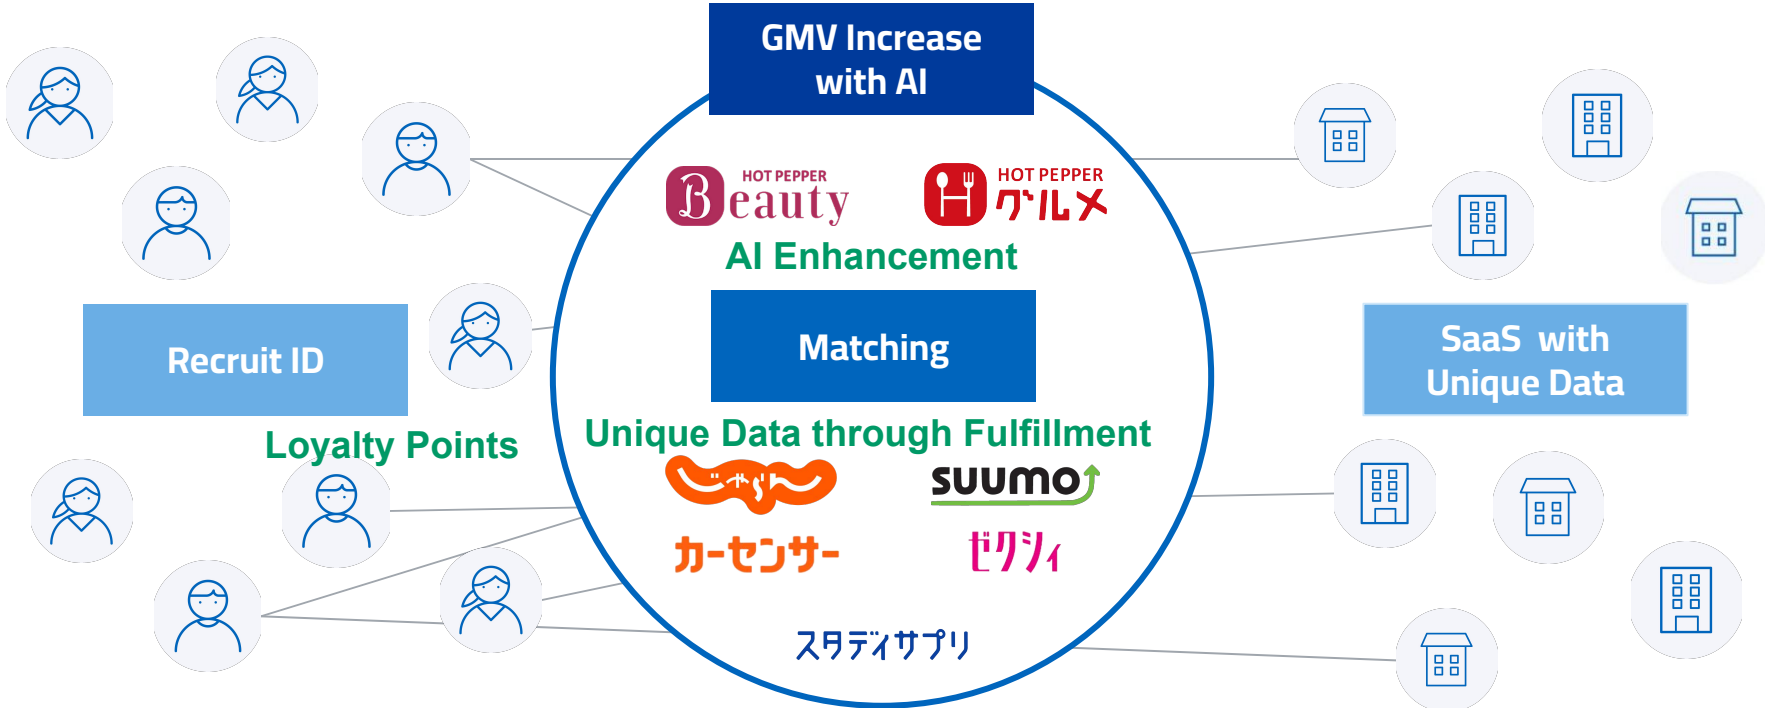 GMV Increase
with AI
HOT PEPPER
Beauty
HOT PEPPER
グルメ
AI Enhancement
Recruit ID
Matching
SaaS with
Unique Data
Loyalty Points
Unique Data through Fulfillment
じゃらん
suumo
カーセンサー
ゼクシィ
スタディサプリ